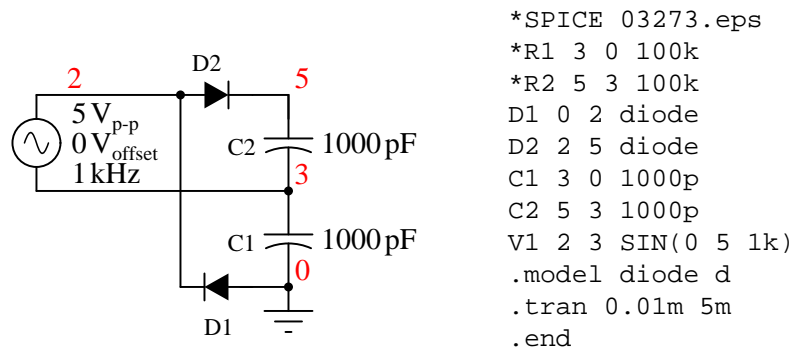 2
D2
5
5 Vp-p
0 Voffset
1 kHz
C2
1000 pF
3
C1
1000 pF
0
D1
*SPICE 03273.eps
*R1 3 0 100k
*R2 5 3 100k
D1 0 2 diode
D2 2 5 diode
C1 3 0 1000p
C2 5 3 1000p
V1 2 3 SIN(0 5 1k)
.model diode d
.tran 0.01m 5m
.end